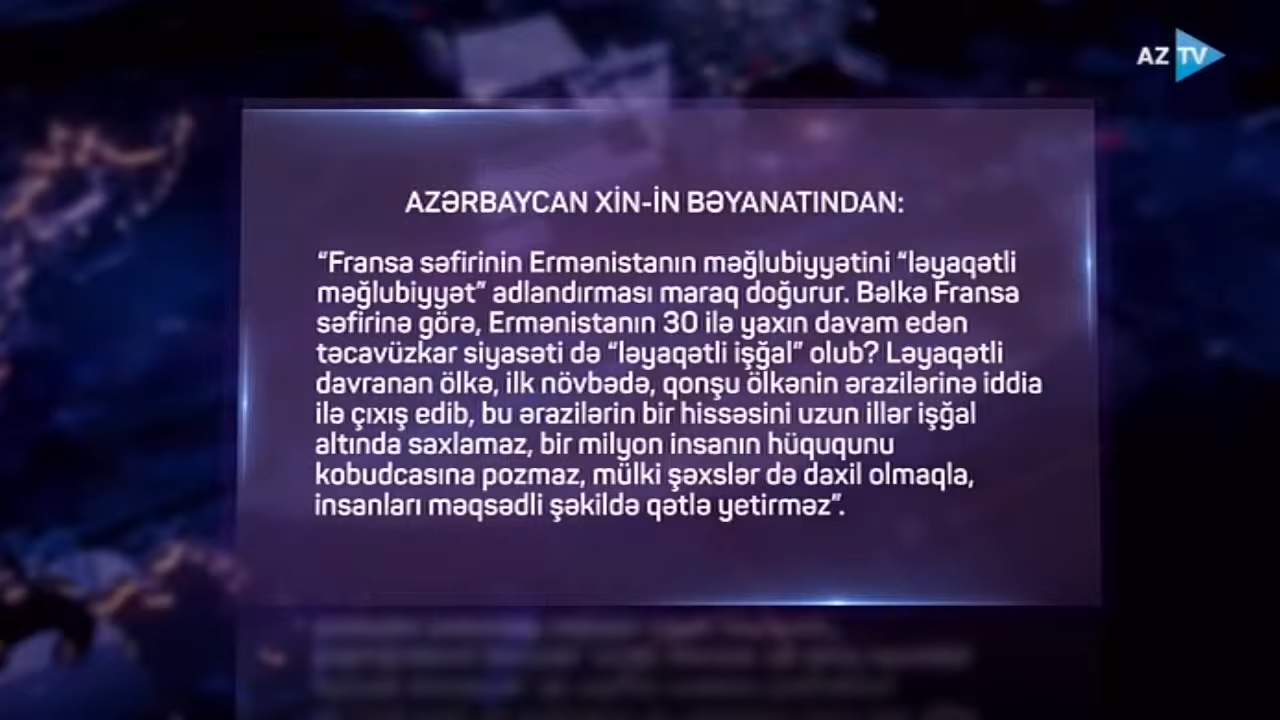 AZ TV
AZƏRBAYCAN XİN-İN BƏYANATINDAN:
“Fransa səfirinin Ermənistanın məğlubiyyətini “ləyaqətli
məğlubiyyət” adlandırması maraq doğurur. Bəlkə Fransa
səfirinə görə, Ermənistanın 30 ilə yaxın davam edən
təcavüzkar siyasəti də “ləyaqətli işğal” olub? Ləyaqətli
davranan ölkə, ilk növbədə, qonşu ölkənin ərazilərinə iddia
ilə çıxış edib, bu ərazilərin bir hissəsini uzun illər işğal
altında saxlamaz, bir milyon insanın hüququnu
kobudcasına pozmaz, mülki şəxslər də daxil olmaqla,
insanları məqsədli şəkildə qətlə yetirməz”.